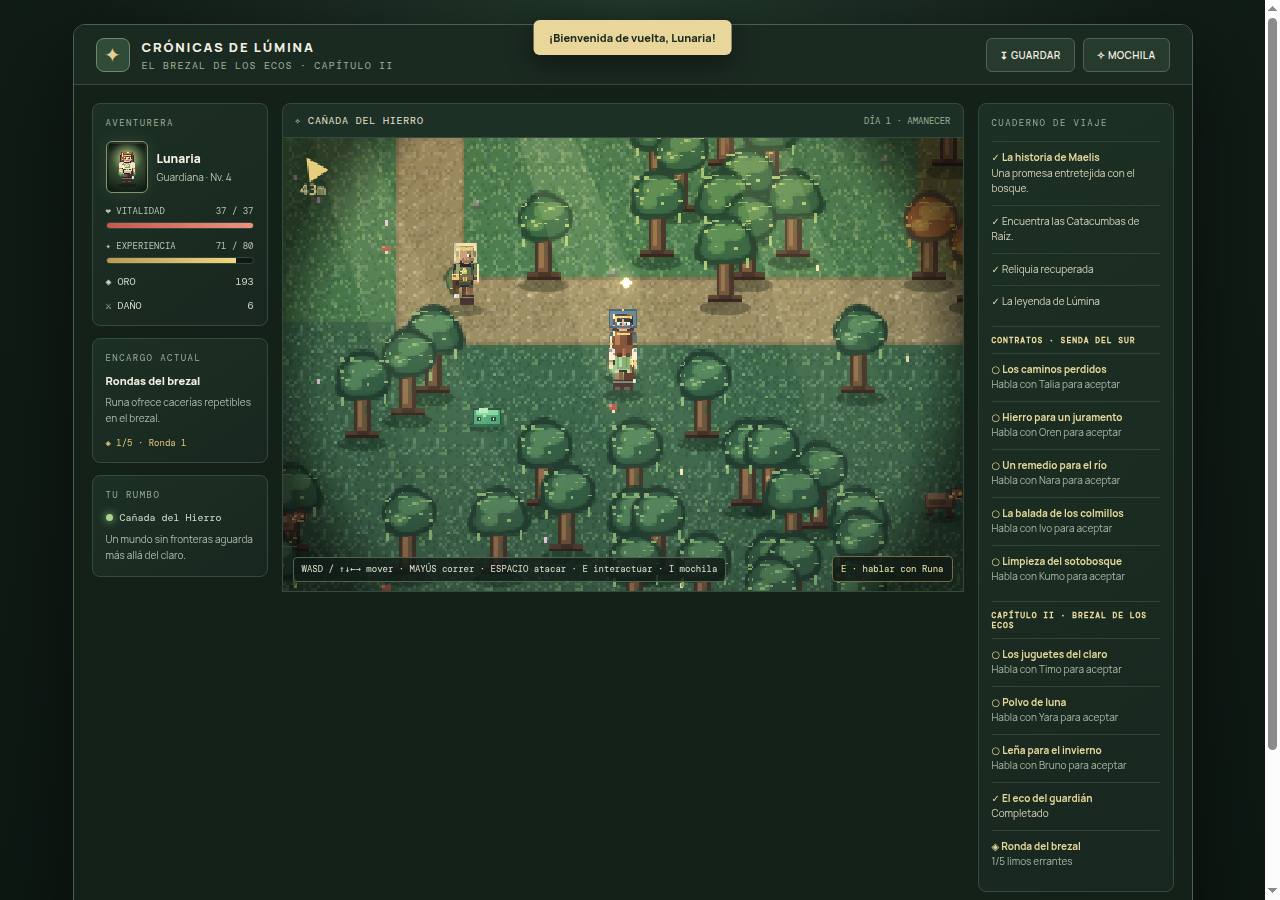 ¡Bienvenida de vuelta, Lunaria!
CRÓNICAS DE LÚMINA
EL BREZAL DE LOS ECOS · CAPÍTULO II
↧ GUARDAR
✧ MOCHILA
AVENTURERA
Lunaria
Guardiana · Nv. 4
❤ VITALIDAD 37 / 37
✦ EXPERIENCIA 71 / 80
◈ ORO 193
⚔ DAÑO 6
ENCARGO ACTUAL
Rondas del brezal
Runa ofrece cacerías repetibles
en el brezal.
◈ 1/5 · Ronda 1
TU RUMBO
Cañada del Hierro
Un mundo sin fronteras aguarda
más allá del claro.
✧ CAÑADA DEL HIERRO
DÍA 1 · AMANECER
43m
WASD / ↑↓←→ mover · MAYÚS correr · ESPACIO atacar · E interactuar · I mochila
E · hablar con Runa
CUADERNO DE VIAJE
✓ La historia de Maelis
Una promesa entretejida con el
bosque.
✓ Encuentra las Catacumbas de
Raíz.
✓ Reliquia recuperada
✓ La leyenda de Lúmina
CONTRATOS · SENDA DEL SUR
○ Los caminos perdidos
Habla con Talia para aceptar
○ Hierro para un juramento
Habla con Oren para aceptar
○ Un remedio para el río
Habla con Nara para aceptar
○ La balada de los colmillos
Habla con Ivo para aceptar
○ Limpieza del sotobosque
Habla con Kumo para aceptar
CAPÍTULO II · BREZAL DE LOS
ECOS
○ Los juguetes del claro
Habla con Timo para aceptar
○ Polvo de luna
Habla con Yara para aceptar
○ Leña para el invierno
Habla con Bruno para aceptar
✓ El eco del guardián
Completado
◈ Ronda del brezal
1/5 limos errantes